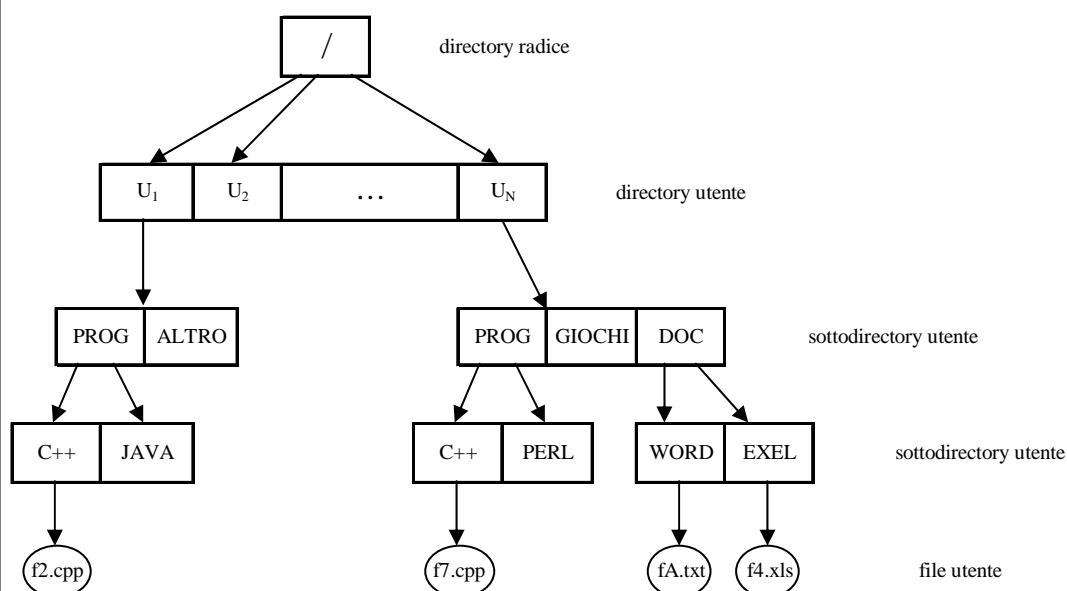 / directory radice
U₁ U₂ ... U_N directory utente
PROG ALTRO PROG GIOCHI DOC sottodirectory utente
C++ JAVA C++ PERL WORD EXEL sottodirectory utente
f2.cpp f7.cpp fA.txt f4.xls file utente